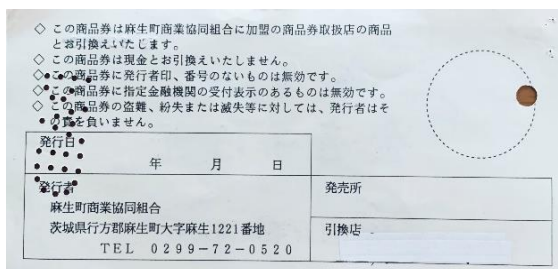 ◇ この商品券は麻生町商業協同組合に加盟の商品券取扱店の商品
とお引換えいたします。
◇ この商品券は現金とお引換えいたしません。
◇ この商品券に発行者印、番号のないものは無効です。
◇ この商品券に指定金融機関の受付表示のあるものは無効です。
◇ この商品券の盗難、紛失または滅失等に対しては、発行者はそ
の責を負いません。
発行日
年 月 日
発行者
麻生町商業協同組合
茨城県行方郡麻生町大字麻生1221番地
TEL 0299-72-0520
発売所
引換店